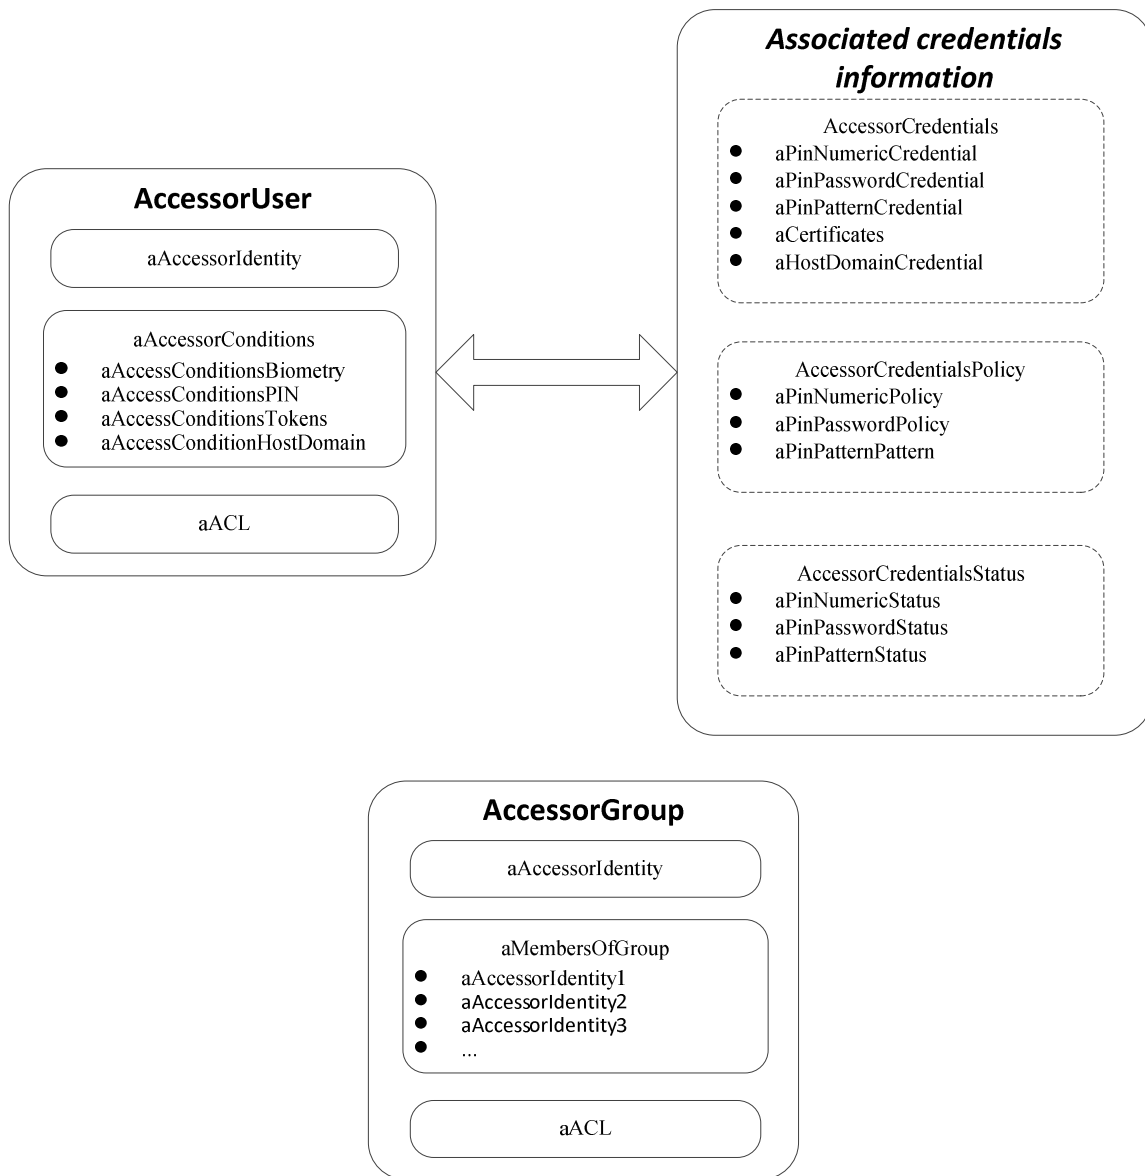 Associated credentials
information
AccessorCredentials
● aPinNumericCredential
● aPinPasswordCredential
● aPinPatternCredential
● aCertificates
● aHostDomainCredential
AccessorCredentialsPolicy
● aPinNumericPolicy
● aPinPasswordPolicy
● aPinPatternPattern
AccessorCredentialsStatus
● aPinNumericStatus
● aPinPasswordStatus
● aPinPatternStatus
AccessorUser
aAccessorIdentity
aAccessorConditions
● aAccessConditionsBiometry
● aAccessConditionsPIN
● aAccessConditionsTokens
● aAccessConditionHostDomain
aACL
AccessorGroup
aAccessorIdentity
aMembersOfGroup
● aAccessorIdentity1
● aAccessorIdentity2
● aAccessorIdentity3
● ...
aACL